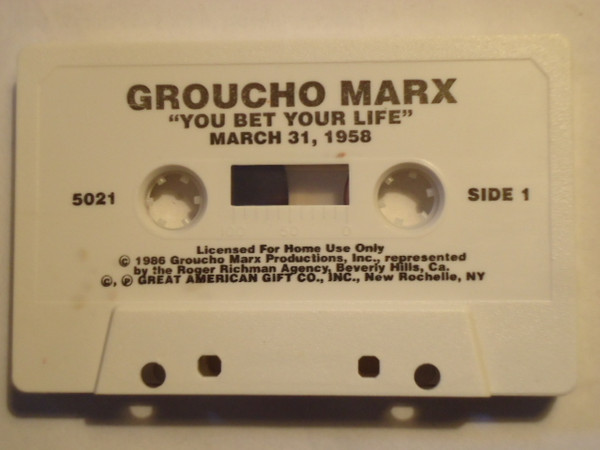 GROUCHO MARX
"YOU BET YOUR LIFE"
MARCH 31, 1958
5021
SIDE 1
Licensed For Home Use Only
© 1986 Groucho Marx Productions, Inc., represented
by the Roger Richman Agency, Beverly Hills, Ca.
©, ℗ GREAT AMERICAN GIFT CO., INC., New Rochelle, NY